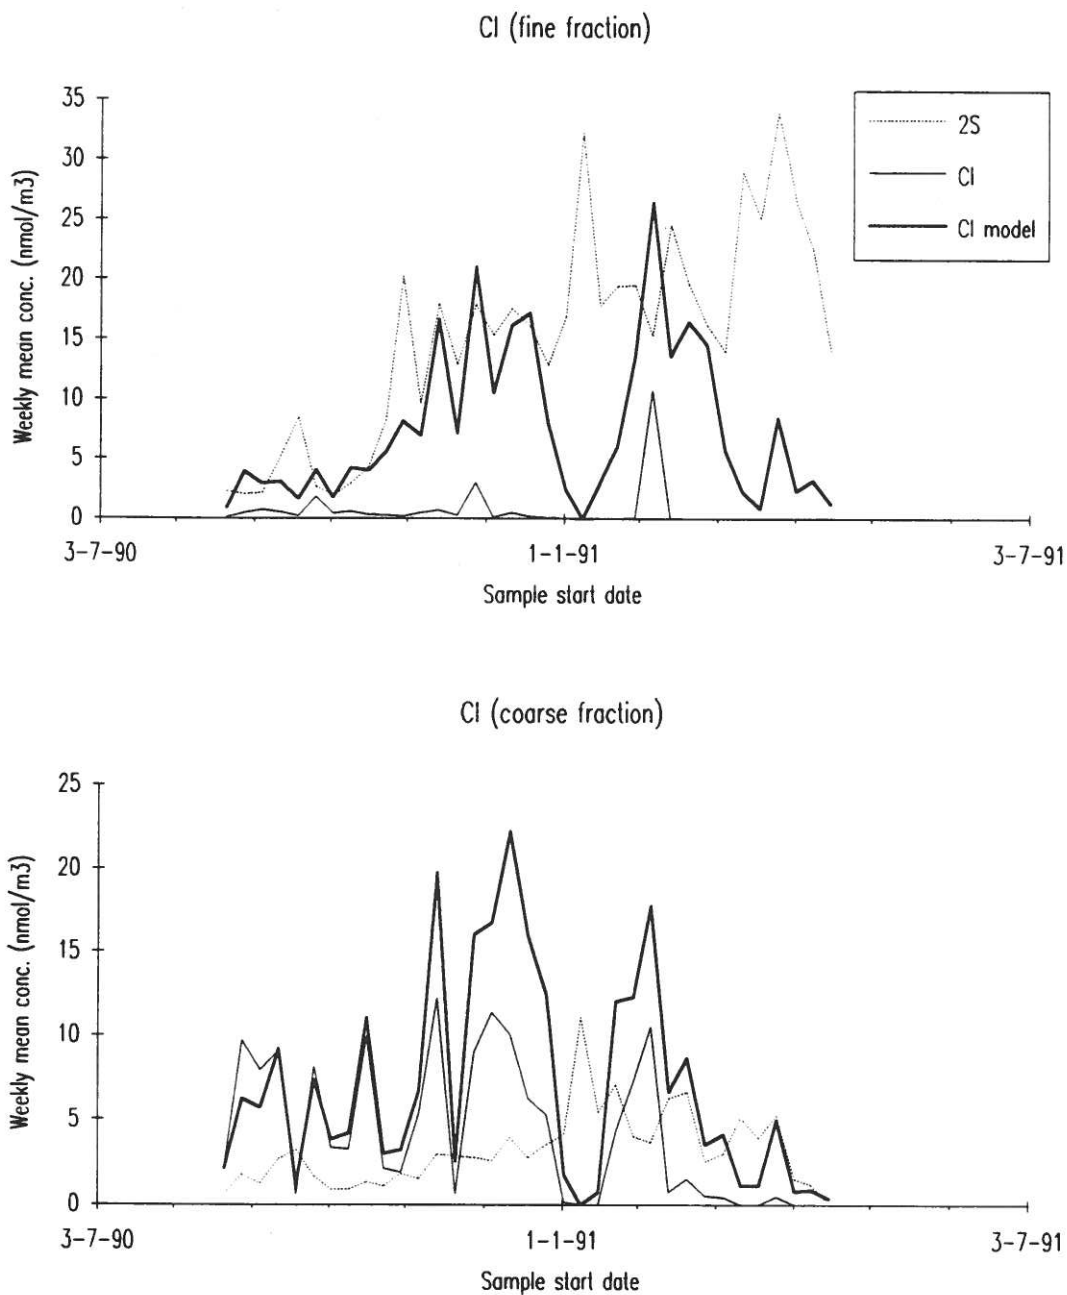 Cl (fine fraction)
35
30
25
20
15
10
5
0
Weekly mean conc. (nmol/m3)
2S
Cl
Cl model
3-7-90
1-1-91
3-7-91
Sample start date
Cl (coarse fraction)
25
20
15
10
5
0
Weekly mean conc. (nmol/m3)
3-7-90
1-1-91
3-7-91
Sample start date